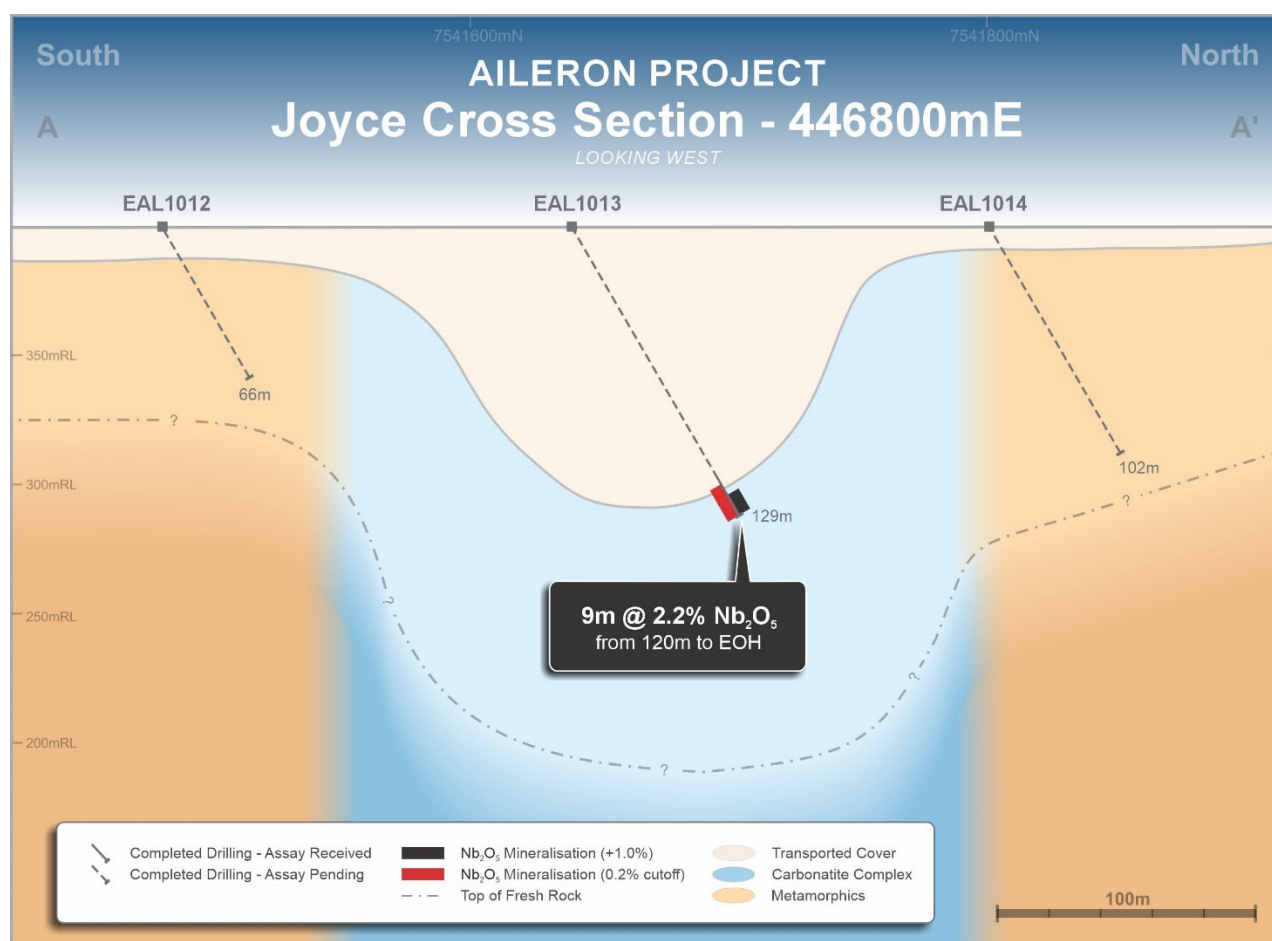 7541600mN 7541800mN
South North
AILERON PROJECT
A Joyce Cross Section - 446800mE A'
LOOKING WEST
EAL1012 EAL1013 EAL1014
350mRL
66m
?
102m
300mRL
?
129m
?
9m @ 2.2% Nb₂O₅
from 120m to EOH
250mRL
?
200mRL
?
Completed Drilling - Assay Received
Completed Drilling - Assay Pending
Nb₂O₅ Mineralisation (+1.0%)
Nb₂O₅ Mineralisation (0.2% cutoff)
Top of Fresh Rock
Transported Cover
Carbonatite Complex
Metamorphics
100m